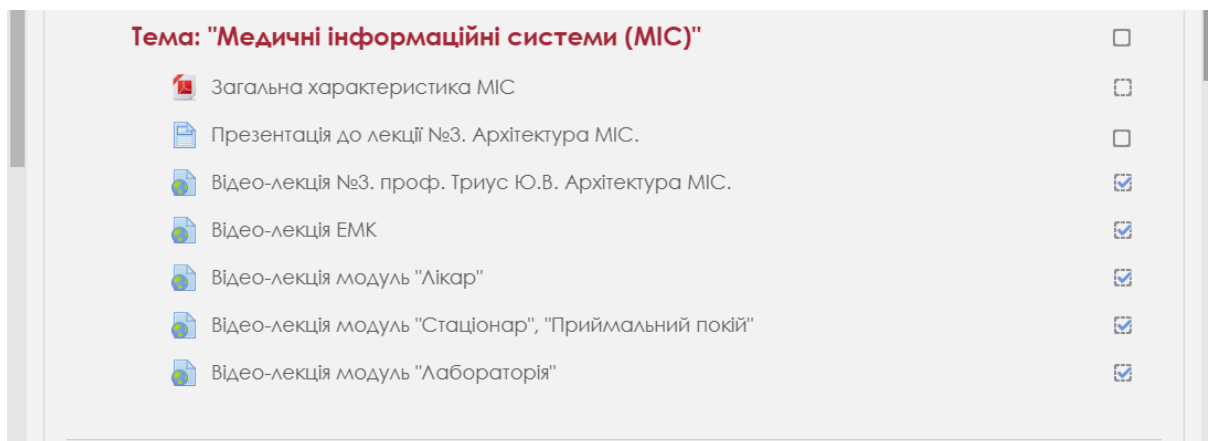 Тема: "Медичні інформаційні системи (МІС)"
Загальна характеристика МІС
Презентація до лекції №3. Архітектура МІС.
Відео-лекція №3. проф. Триус Ю.В. Архітектура МІС.
Відео-лекція ЕМК
Відео-лекція модуль "Лікар"
Відео-лекція модуль "Стаціонар", "Приймальний покій"
Відео-лекція модуль "Лабораторія"